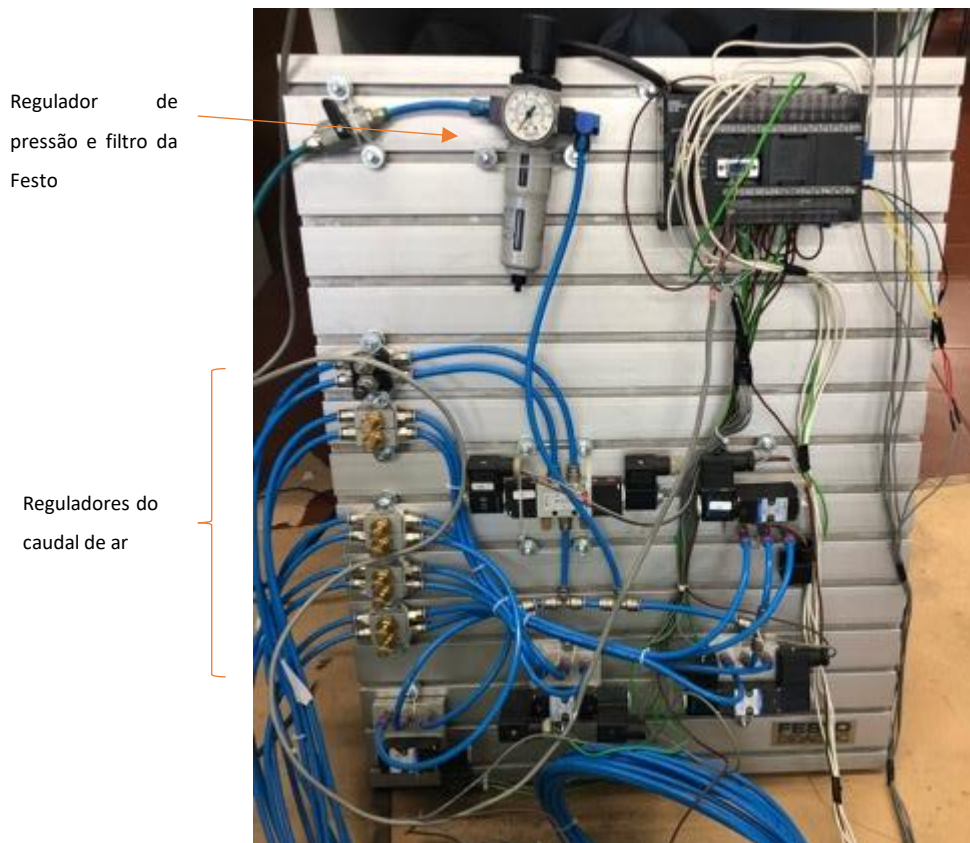 Regulador de
pressão e filtro da
Festo
Reguladores do
caudal de ar
FESTO